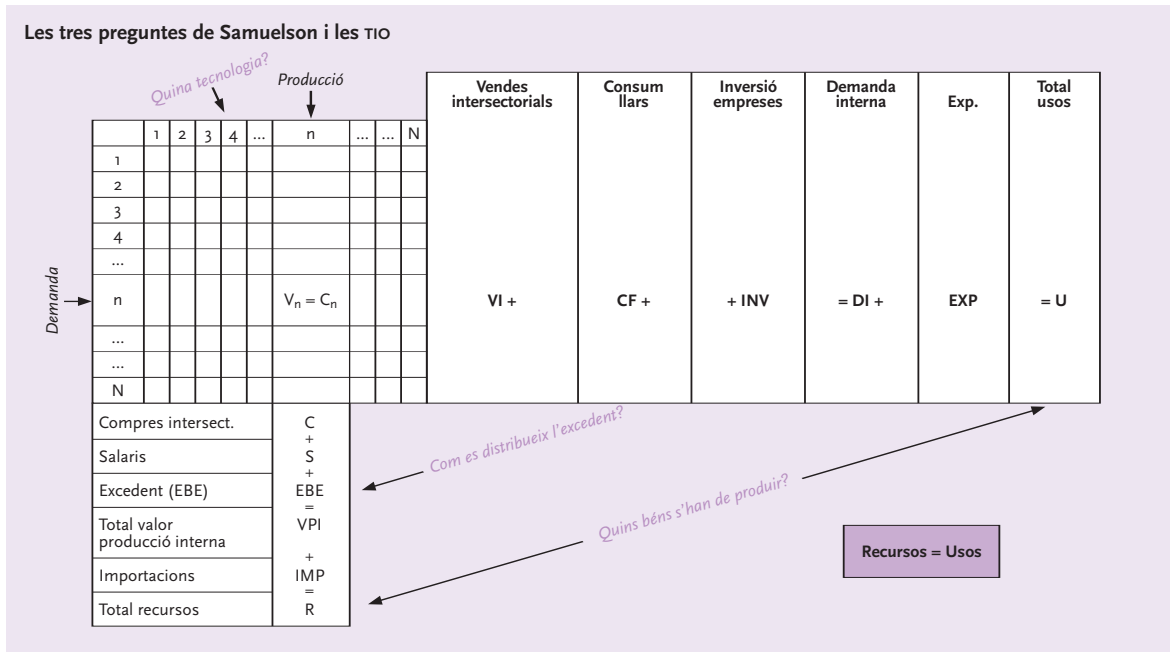 Les tres preguntes de Samuelson i les TIO
Quina tecnologia?
Producció
Vendes
intersectorials
Consum
llars
Inversió
empreses
Demanda
interna
Exp.
Total
usos
1 2 3 4 ... n ... ... N
1
2
3
4
...
Demanda
n Vₙ = Cₙ VI + CF + + INV = DI + EXP = U
...
...
N
Compres intersect. C
+
Salaris S
+
Excedent (EBE) EBE
=
Total valor VPI
producció interna
+
Importacions IMP
=
Total recursos R
Com es distribueix l'excedent?
Quins béns s'han de produir?
Recursos = Usos